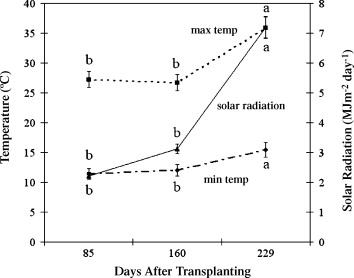 40
35
30
25
20
15
10
5
0
Temperature (ºC)
8
7
6
5
4
3
2
1
0
Solar Radiation (MJm-2 day-1)
max temp
solar radiation
min temp
b
b
a
a
b
b
b
b
a
85
160
229
Days After Transplanting